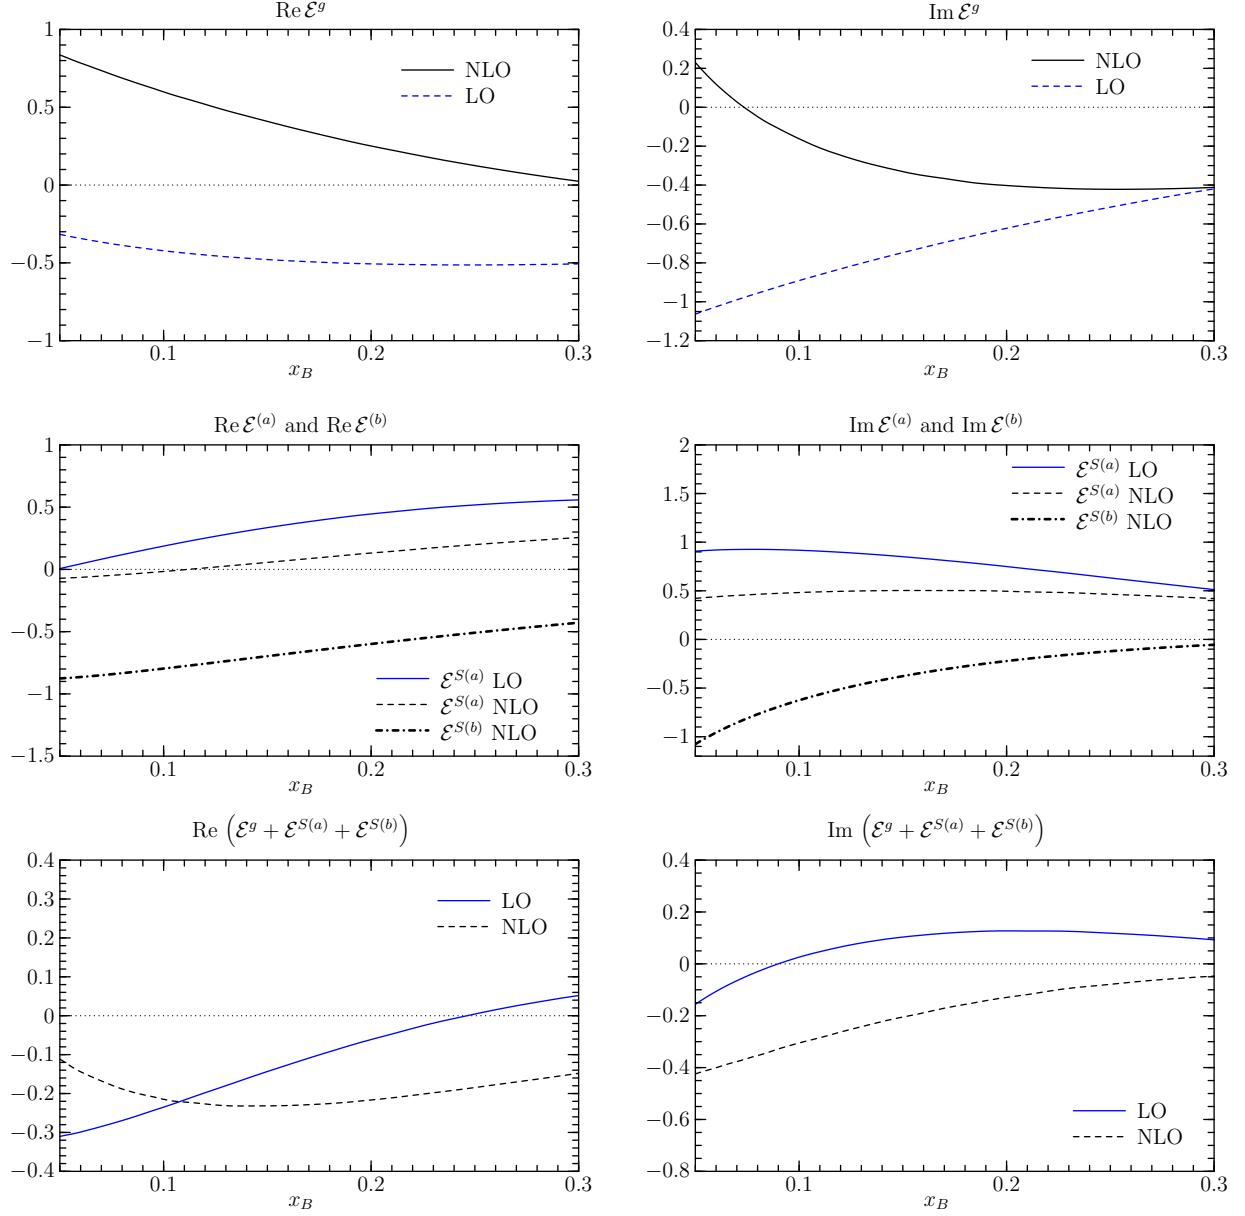 Re ℰ^g
1
0.5
0
−0.5
−1
0.1
0.2
0.3
x_B
NLO
LO
Im ℰ^g
0.4
0.2
0
−0.2
−0.4
−0.6
−0.8
−1
−1.2
0.1
0.2
0.3
x_B
NLO
LO
Re ℰ^(a) and Re ℰ^(b)
1
0.5
0
−0.5
−1
−1.5
0.1
0.2
0.3
x_B
ℰ^S(a) LO
ℰ^S(a) NLO
ℰ^S(b) NLO
Im ℰ^(a) and Im ℰ^(b)
2
1.5
1
0.5
0
−0.5
−1
0.1
0.2
0.3
x_B
ℰ^S(a) LO
ℰ^S(a) NLO
ℰ^S(b) NLO
Re (ℰ^g + ℰ^S(a) + ℰ^S(b))
0.4
0.3
0.2
0.1
0
−0.1
−0.2
−0.3
−0.4
0.1
0.2
0.3
x_B
LO
NLO
Im (ℰ^g + ℰ^S(a) + ℰ^S(b))
0.4
0.2
0
−0.2
−0.4
−0.6
−0.8
0.1
0.2
0.3
x_B
LO
NLO